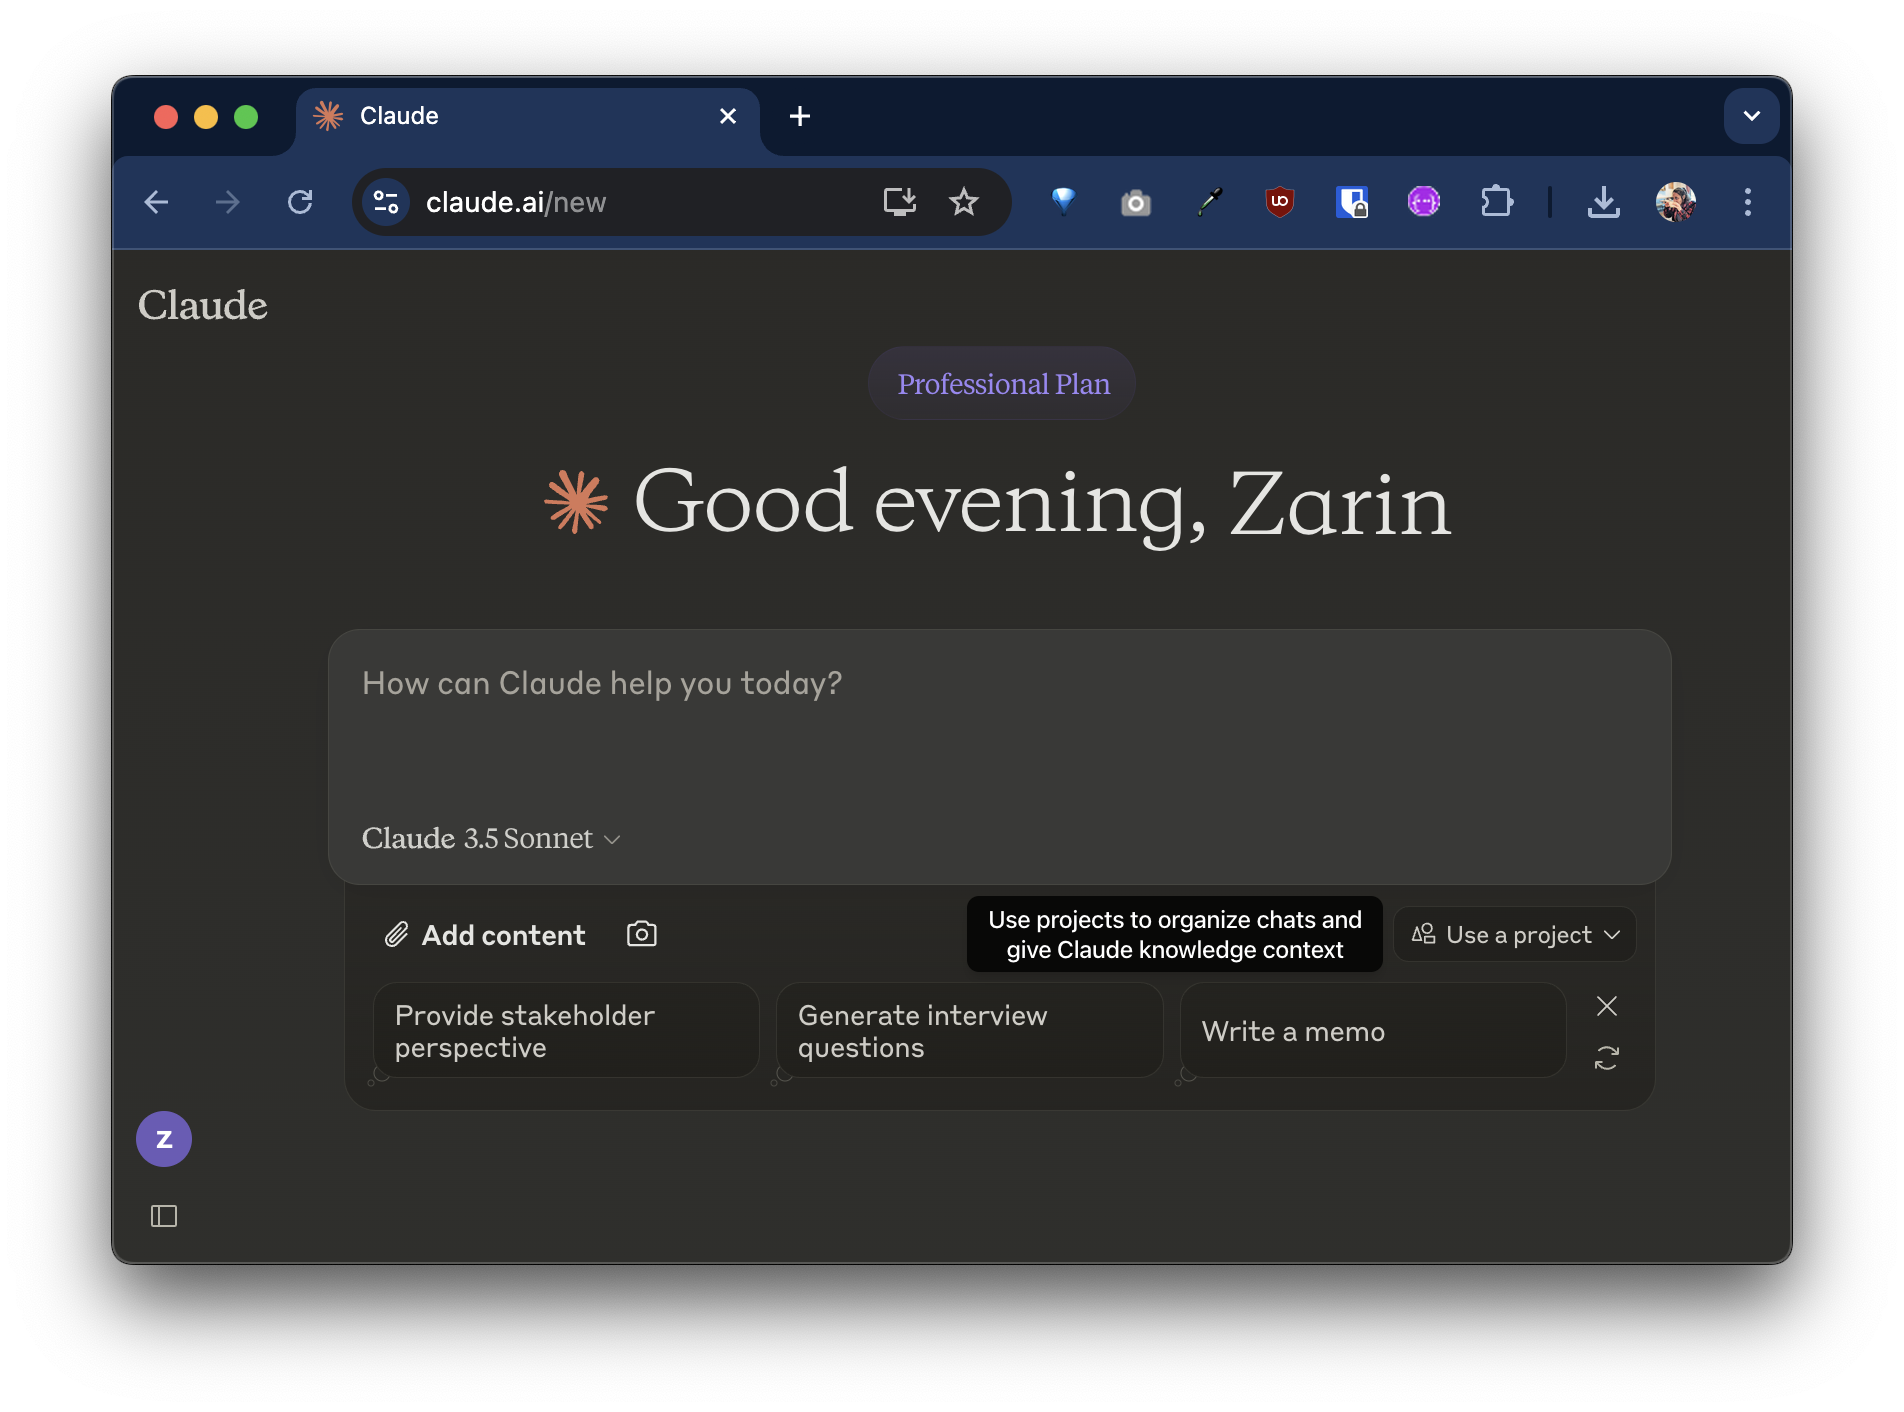 Claude
claude.ai/new
UO
Claude
Professional Plan
Good evening, Zarin
How can Claude help you today?
Claude 3.5 Sonnet
Add content
Use projects to organize chats and
give Claude knowledge context
Use a project
Provide stakeholder
perspective
Generate interview
questions
Write a memo
Z